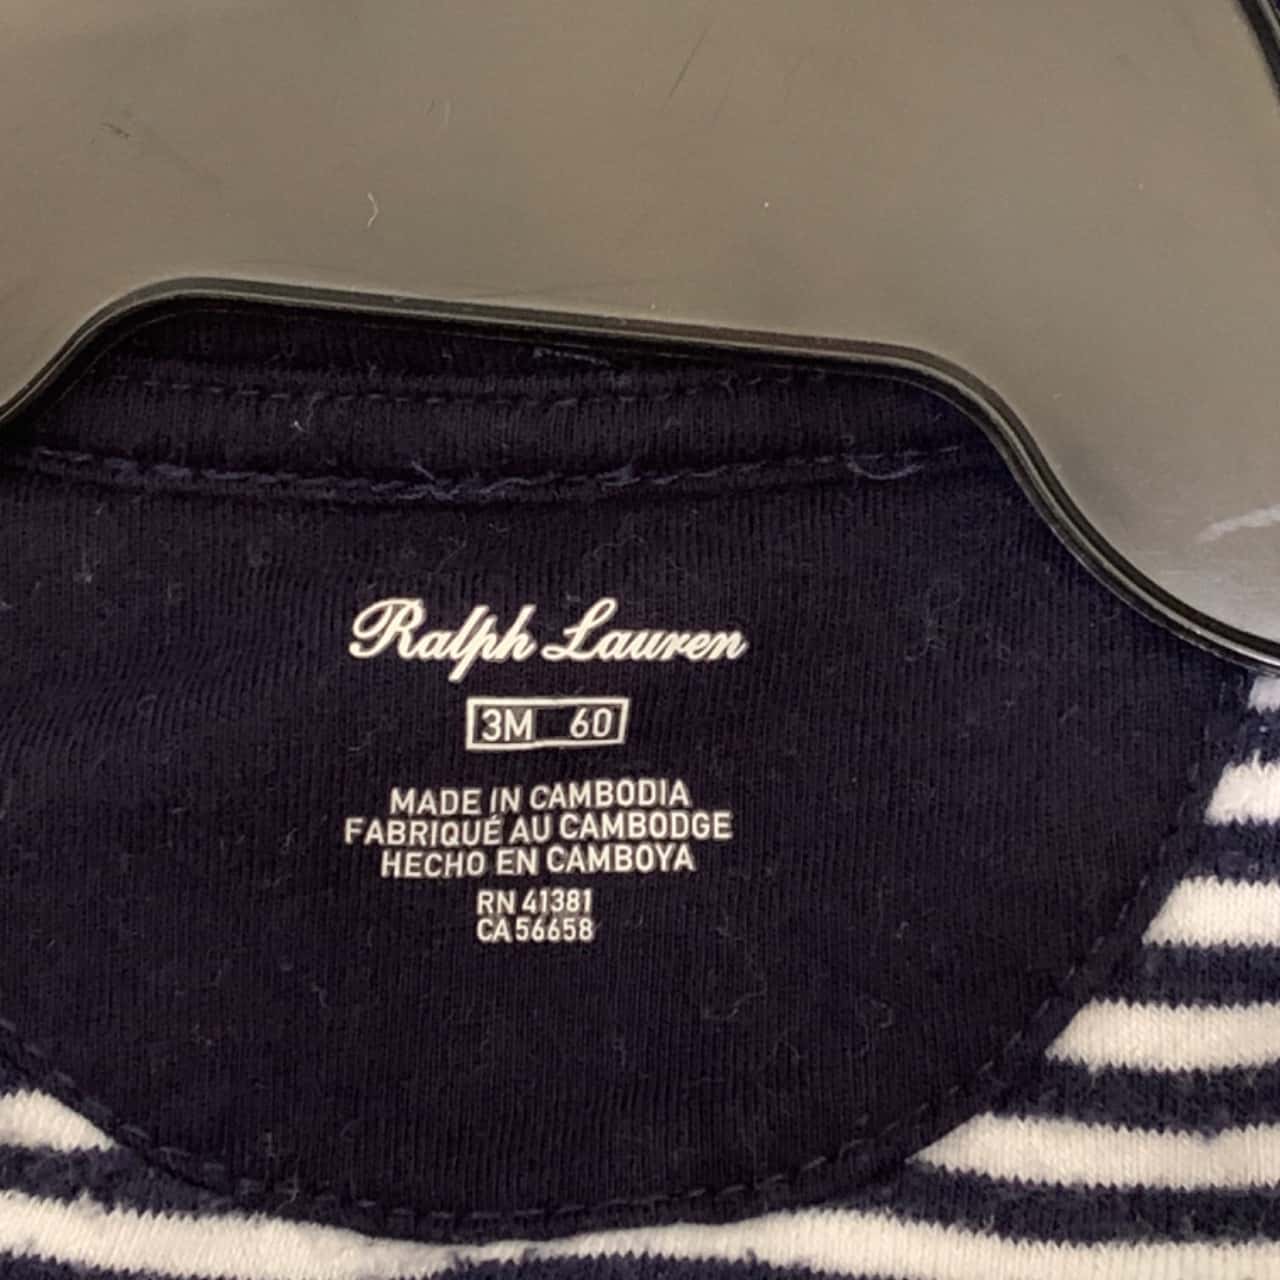 Ralph Lauren
3M 60
MADE IN CAMBODIA
FABRIQUÉ AU CAMBODGE
HECHO EN CAMBOYA
RN 41381
CA 56658